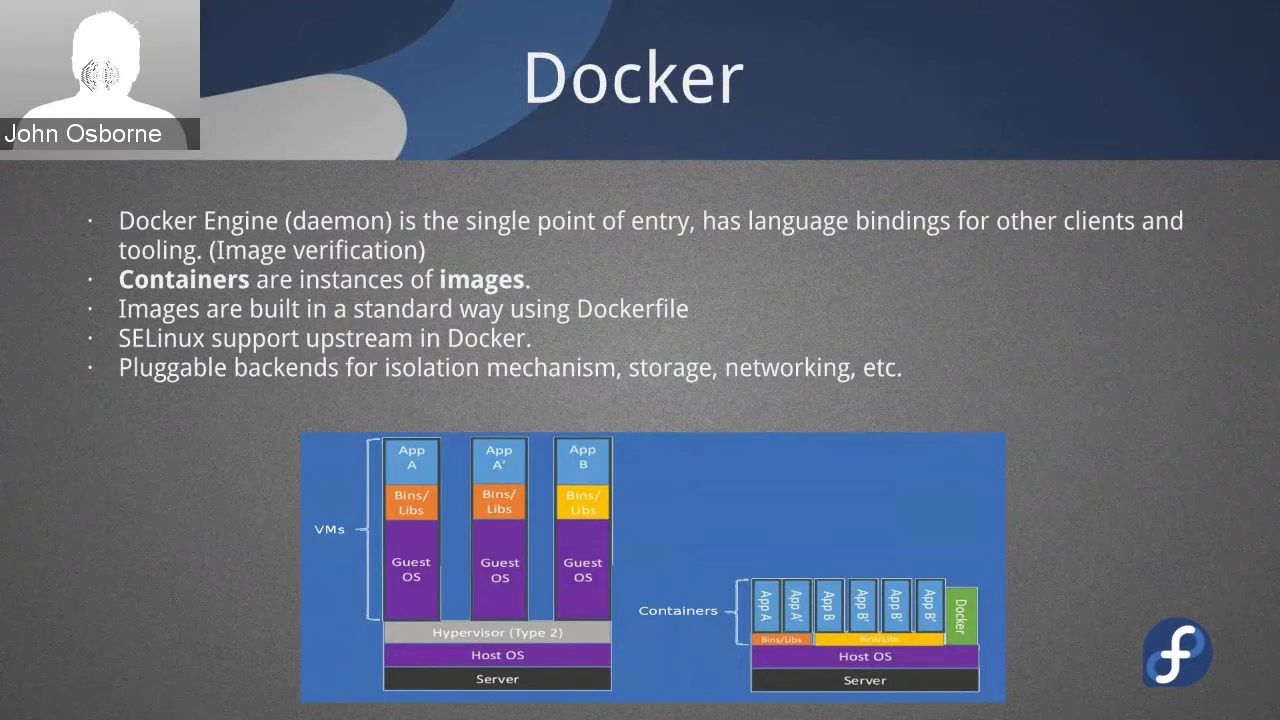 John Osborne
Docker
· Docker Engine (daemon) is the single point of entry, has language bindings for other clients and
tooling. (Image verification)
· Containers are instances of images.
· Images are built in a standard way using Dockerfile
· SELinux support upstream in Docker.
· Pluggable backends for isolation mechanism, storage, networking, etc.
VMs
App
A
Bins/
Libs
Guest
OS
App
A′
Bins/
Libs
Guest
OS
App
B
Bins/
Libs
Guest
OS
Hypervisor (Type 2)
Host OS
Server
Containers
App A
App A′
App B
App B′
App B′
App B′
Docker
Bins/Libs
Bins/Libs
Host OS
Server